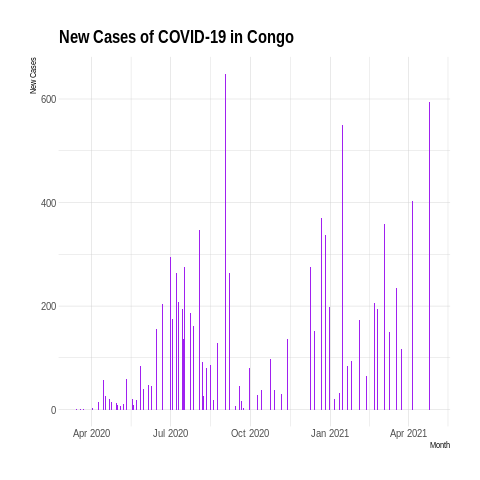 New Cases of COVID-19 in Congo
New Cases
600
400
200
0
Apr 2020
Jul 2020
Oct 2020
Jan 2021
Apr 2021
Month